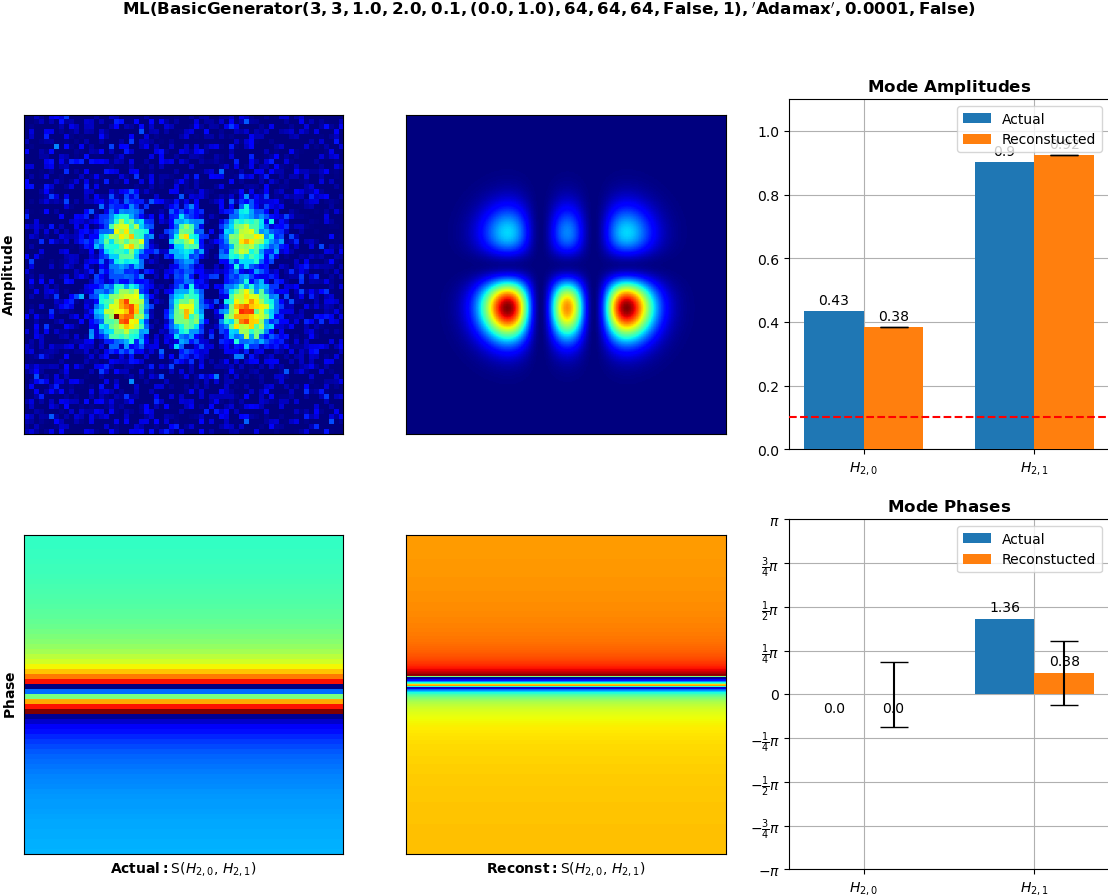 ML(BasicGenerator(3, 3, 1.0, 2.0, 0.1, (0.0, 1.0), 64, 64, 64, False, 1), ′Adamax′, 0.0001, False)
Amplitude
Mode Amplitudes
Actual
Reconstucted
1.0
0.8
0.6
0.4
0.2
0.0
0.43
0.38
0.9
0.92
H2,0
H2,1
Phase
Actual: S(H2,0, H2,1)
Reconst: S(H2,0, H2,1)
Mode Phases
Actual
Reconstucted
π
3/4π
1/2π
1/4π
0
−1/4π
−1/2π
−3/4π
−π
0.0
0.0
1.36
0.38
H2,0
H2,1